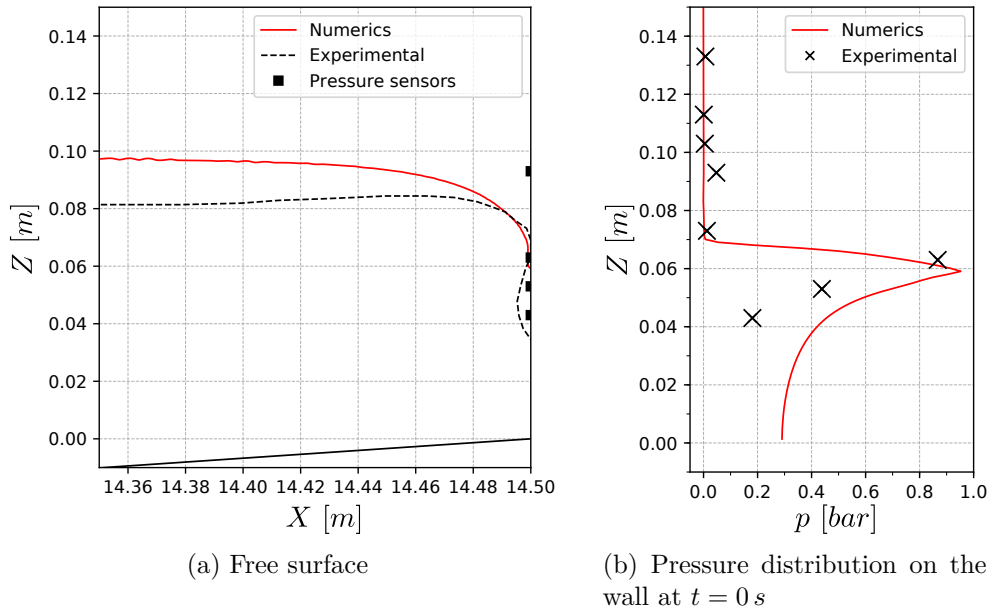 0.14
0.12
0.10
0.08
0.06
0.04
0.02
0.00
Z [m]
14.36 14.38 14.40 14.42 14.44 14.46 14.48 14.50
X [m]
Numerics
Experimental
Pressure sensors
(a) Free surface
0.14
0.12
0.10
0.08
0.06
0.04
0.02
0.00
Z [m]
0.0 0.2 0.4 0.6 0.8 1.0
p [bar]
Numerics
Experimental
(b) Pressure distribution on the
wall at t = 0 s